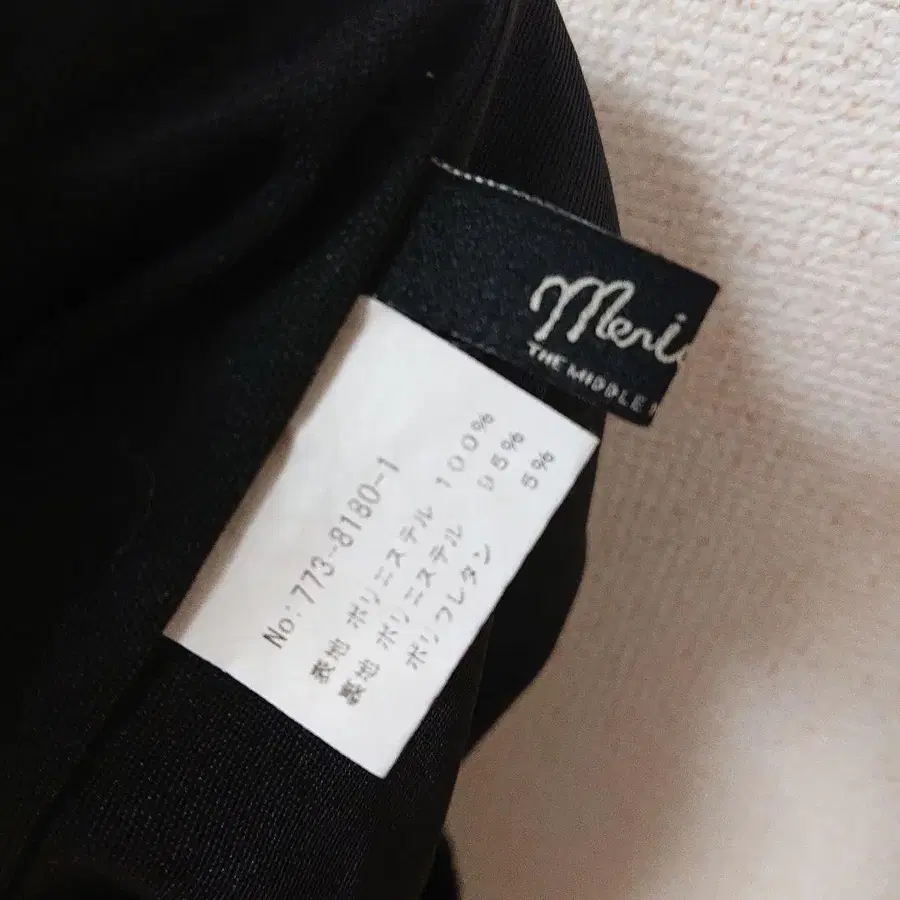 Meri
THE MIDDLE
No:773-8180-1
表地 ポリエステル 100%
裏地 ポリエステル 95%
ポリウレタン 5%